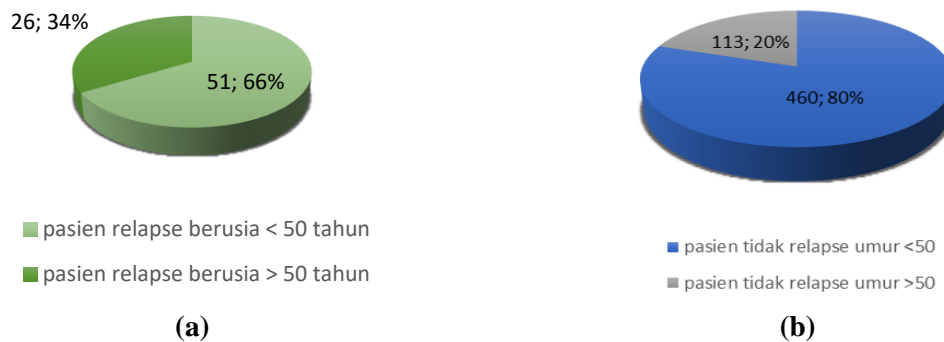 26; 34%
51; 66%
pasien relapse berusia < 50 tahun
pasien relapse berusia > 50 tahun
(a)
113; 20%
460; 80%
pasien tidak relapse umur <50
pasien tidak relapse umur >50
(b)